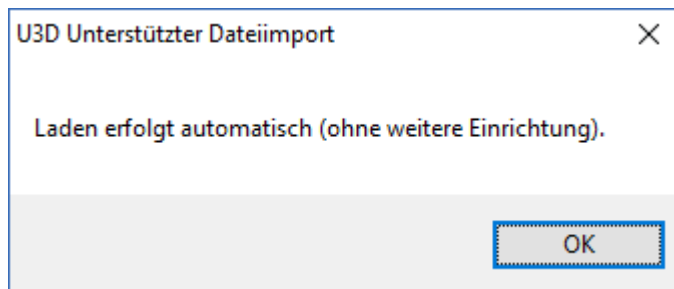 U3D Unterstützter Dateiimport
Laden erfolgt automatisch (ohne weitere Einrichtung).
OK